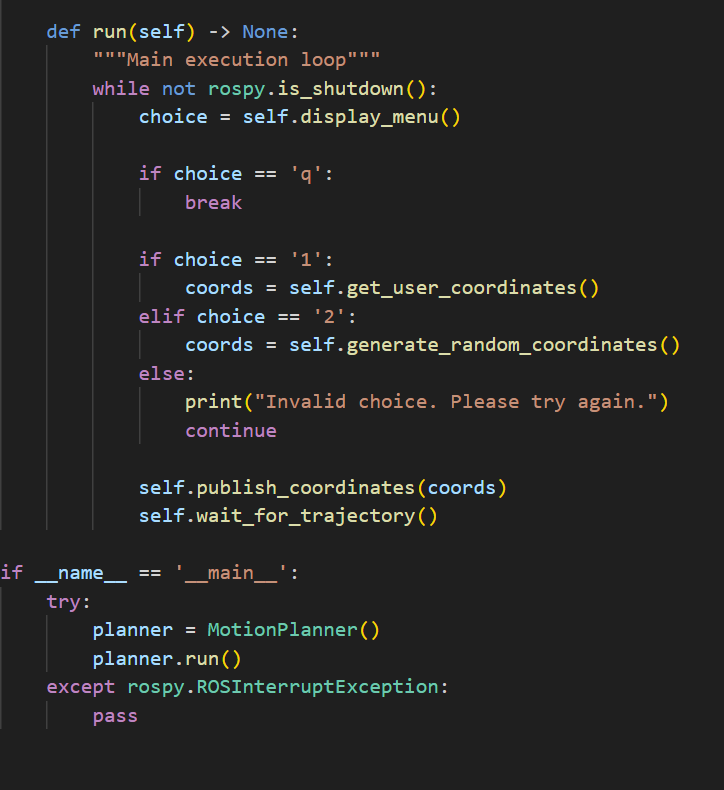 def run(self) -> None:
"""Main execution loop"""
while not rospy.is_shutdown():
choice = self.display_menu()
if choice == 'q':
break
if choice == '1':
coords = self.get_user_coordinates()
elif choice == '2':
coords = self.generate_random_coordinates()
else:
print("Invalid choice. Please try again.")
continue
self.publish_coordinates(coords)
self.wait_for_trajectory()
if __name__ == '__main__':
try:
planner = MotionPlanner()
planner.run()
except rospy.ROSInterruptException:
pass